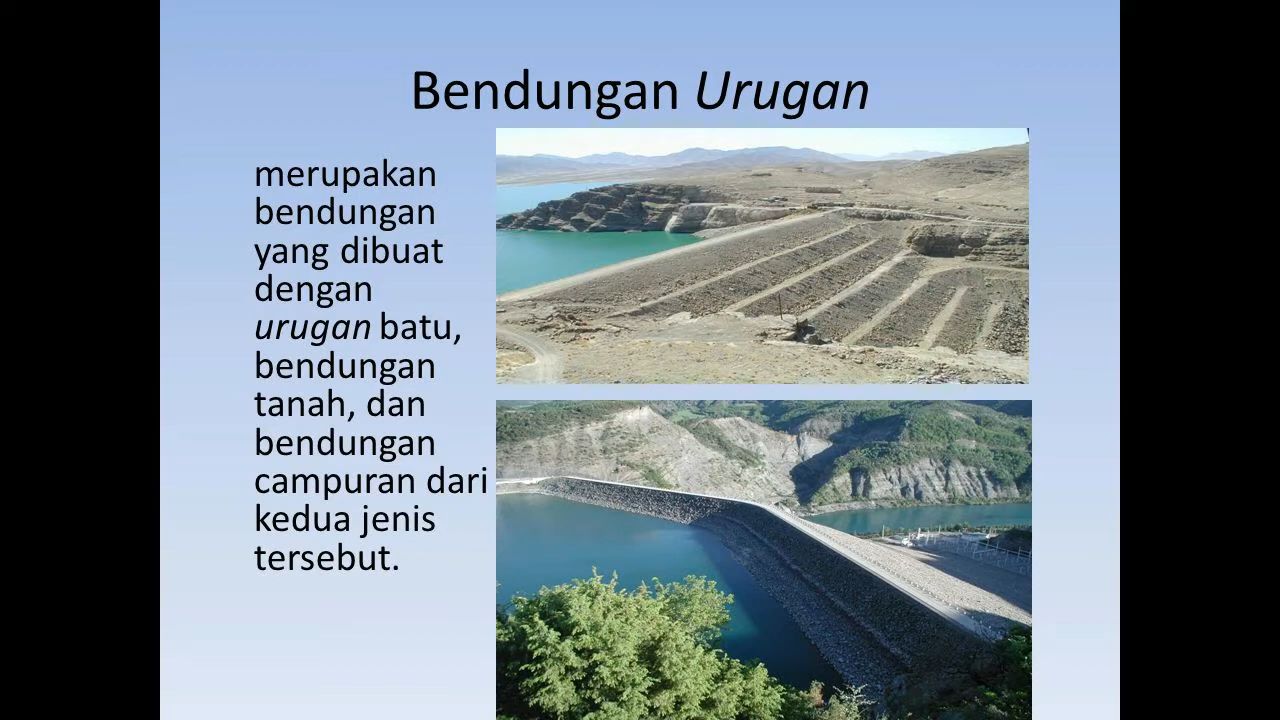 Bendungan Urugan
merupakan
bendungan
yang dibuat
dengan
urugan batu,
bendungan
tanah, dan
bendungan
campuran dari
kedua jenis
tersebut.